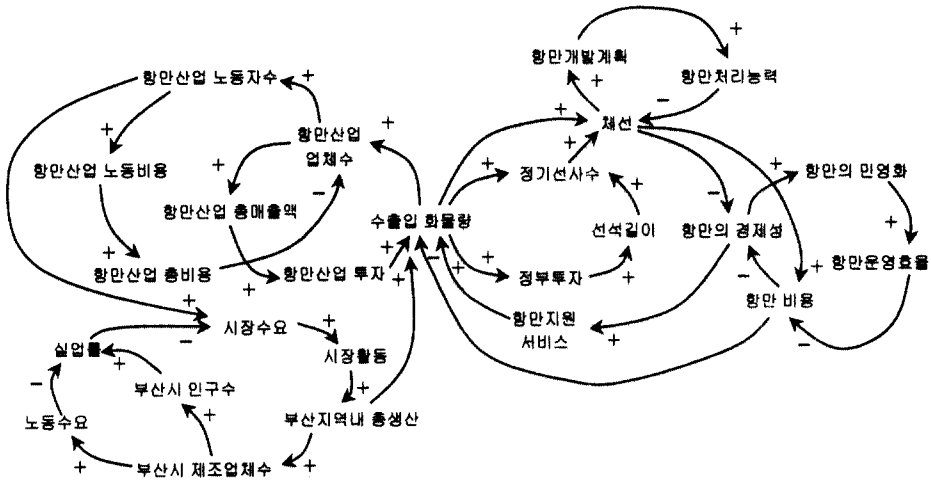 항만개발계획
항만처리능력
항만산업 노동자수
체선
항만산업
업체수
항만산업 노동비용
정기선사수
항만의 민영화
항만산업 총매출액
수출입 화물량
선석길이
항만의 경제성
항만산업 총비용
항만산업 투자
정부투자
항만운영효율
항만 비용
항만지원
서비스
시장수요
실업률
시장활동
부산시 인구수
노동수요
부산지역내 총생산
부산시 제조업체수